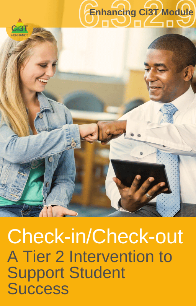 Enhancing Ci3T Module
6.3.2.3
Ci3T
Check-in/Check-out
A Tier 2 Intervention to
Support Student
Success